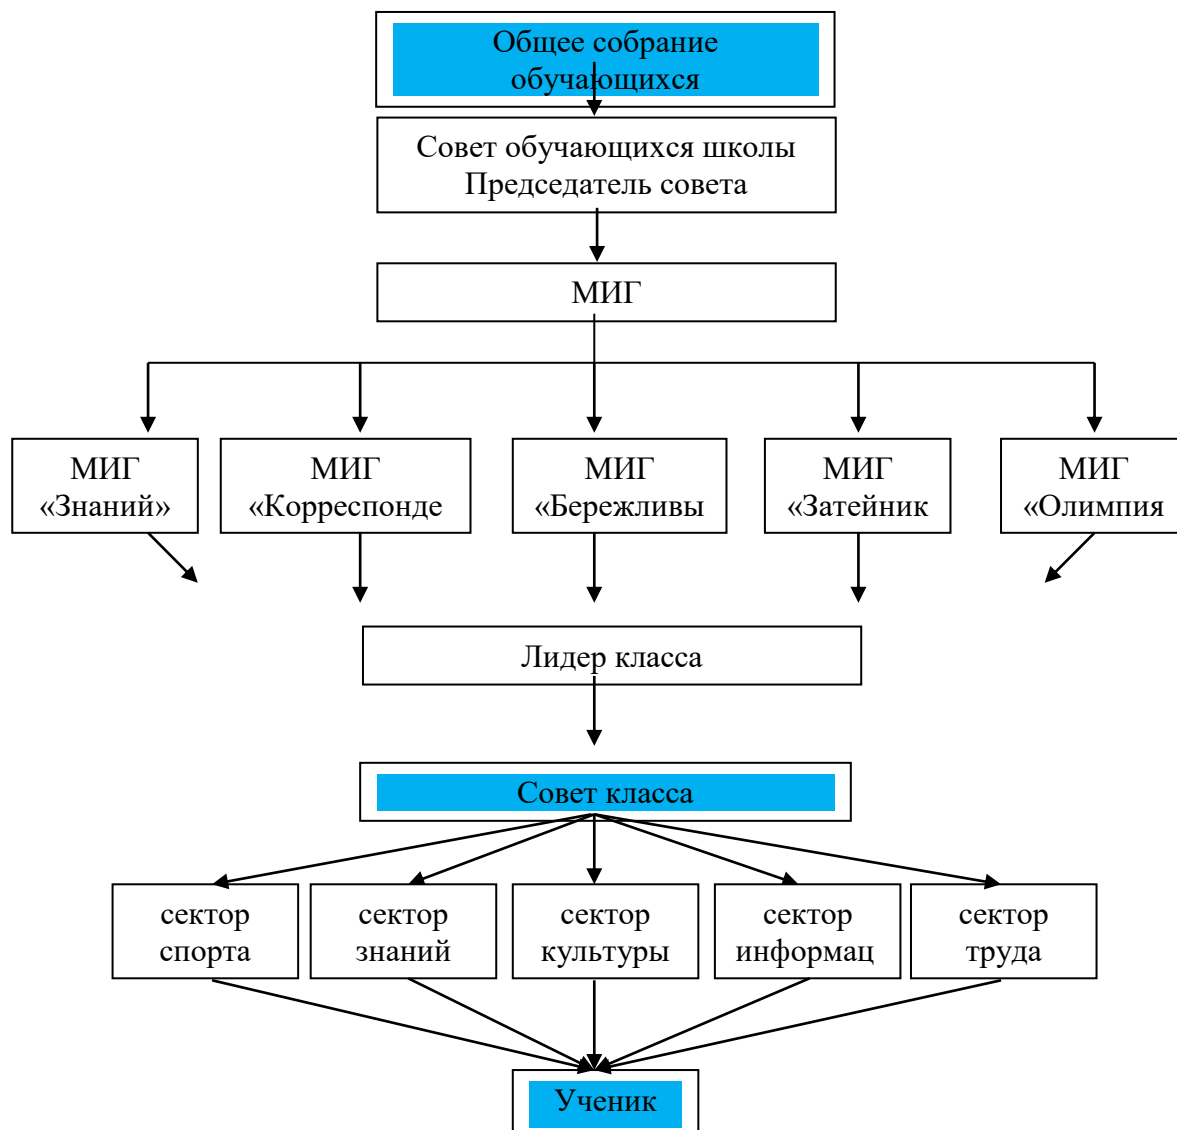 Общее собрание
обучающихся
Совет обучающихся школы
Председатель совета
МИГ
МИГ
«Знаний»
МИГ
«Корреспонде
МИГ
«Бережливы
МИГ
«Затейник
МИГ
«Олимпия
Лидер класса
Совет класса
сектор
спорта
сектор
знаний
сектор
культуры
сектор
информац
сектор
труда
Ученик